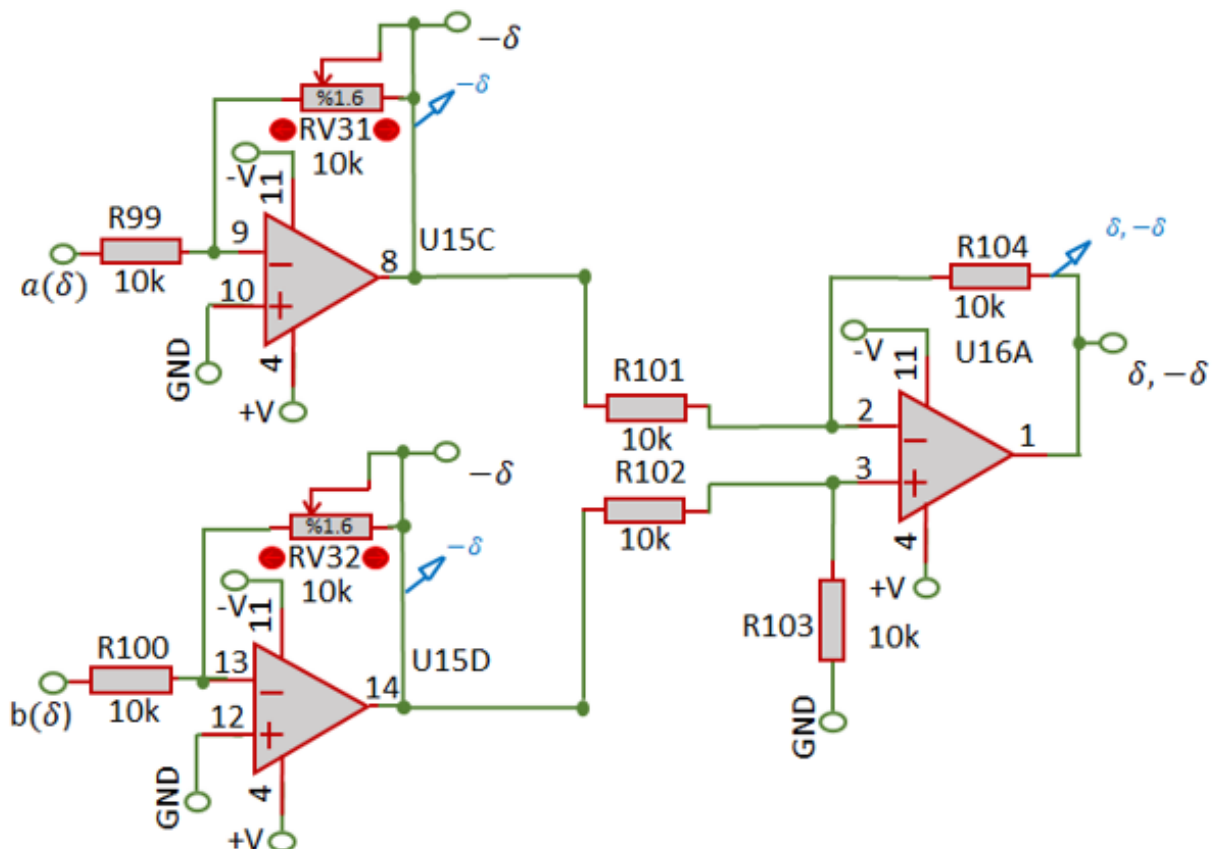 −δ
%1.6
−δ
RV31
10k
-V
11
R99
9
U15C
8
10k
10
a(δ)
4
GND
+V
δ, −δ
R104
10k
-V
11
U16A
δ, −δ
R101
2
1
10k
R102
3
10k
4
+V
R103
10k
GND
−δ
%1.6
−δ
RV32
10k
-V
11
R100
13
U15D
14
10k
12
b(δ)
4
GND
+V